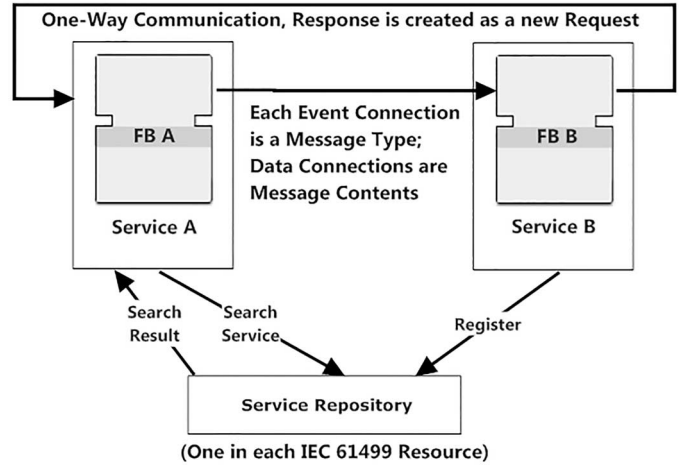 One-Way Communication, Response is created as a new Request
FB A
Service A
Each Event Connection
is a Message Type;
Data Connections are
Message Contents
FB B
Service B
Search
Result
Search
Service
Register
Service Repository
(One in each IEC 61499 Resource)